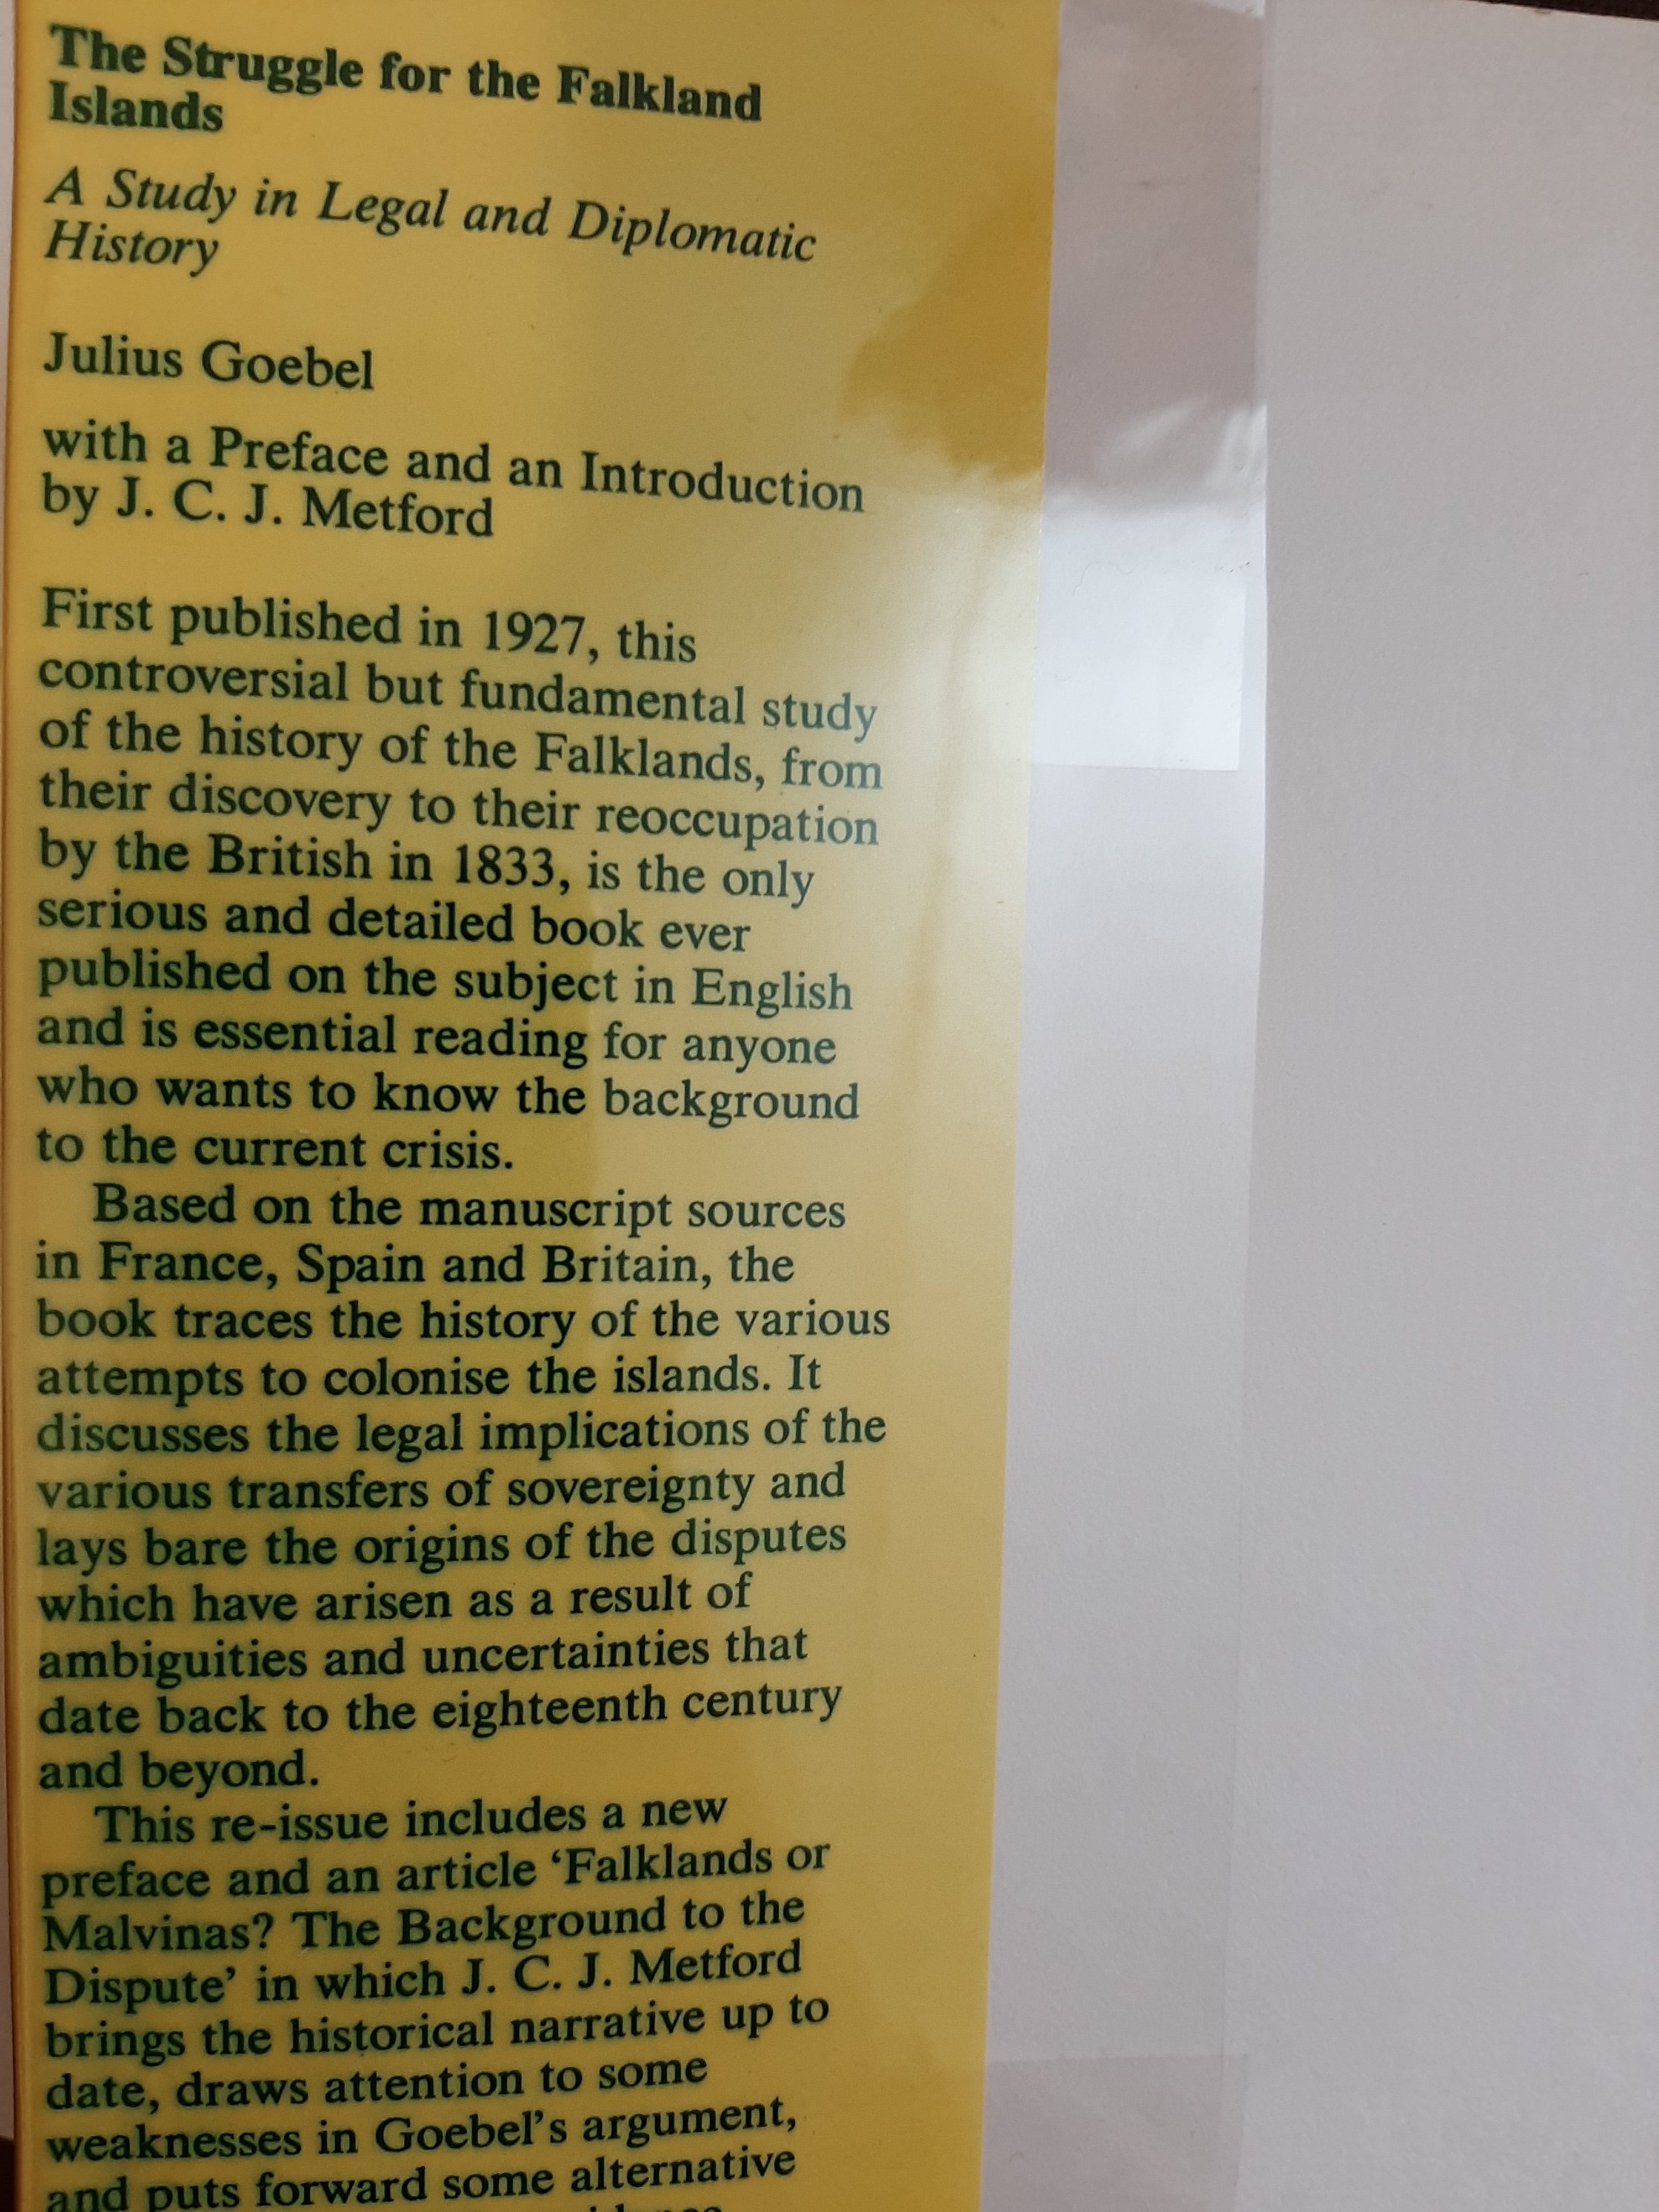 The Struggle for the Falkland
Islands
A Study in Legal and Diplomatic
History
Julius Goebel
with a Preface and an Introduction
by J. C. J. Metford
First published in 1927, this
controversial but fundamental study
of the history of the Falklands, from
their discovery to their reoccupation
by the British in 1833, is the only
serious and detailed book ever
published on the subject in English
and is essential reading for anyone
who wants to know the background
to the current crisis.
Based on the manuscript sources
in France, Spain and Britain, the
book traces the history of the various
attempts to colonise the islands. It
discusses the legal implications of the
various transfers of sovereignty and
lays bare the origins of the disputes
which have arisen as a result of
ambiguities and uncertainties that
date back to the eighteenth century
and beyond.
This re-issue includes a new
preface and an article ‘Falklands or
Malvinas? The Background to the
Dispute’ in which J. C. J. Metford
brings the historical narrative up to
date, draws attention to some
weaknesses in Goebel’s argument,
and puts forward some alternative